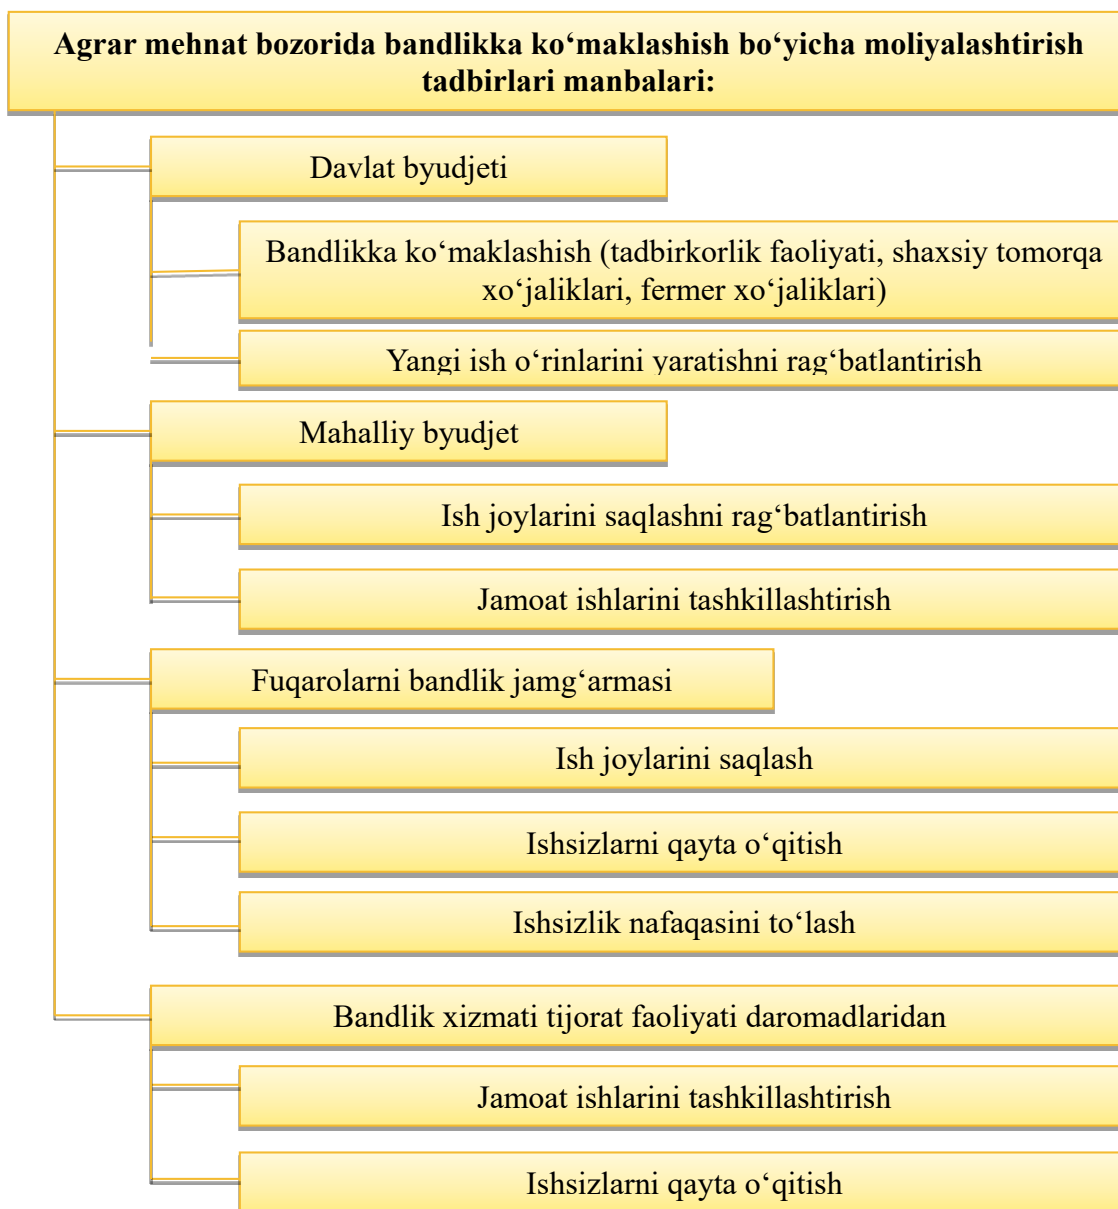 Agrar mehnat bozorida bandlikka ko‘maklashish bo‘yicha moliyalashtirish
tadbirlari manbalari:
Davlat byudjeti
Bandlikka ko‘maklashish (tadbirkorlik faoliyati, shaxsiy tomorqa
xo‘jaliklari, fermer xo‘jaliklari)
Yangi ish o‘rinlarini yaratishni rag‘batlantirish
Mahalliy byudjet
Ish joylarini saqlashni rag‘batlantirish
Jamoat ishlarini tashkillashtirish
Fuqarolarni bandlik jamg‘armasi
Ish joylarini saqlash
Ishsizlarni qayta o‘qitish
Ishsizlik nafaqasini to‘lash
Bandlik xizmati tijorat faoliyati daromadlaridan
Jamoat ishlarini tashkillashtirish
Ishsizlarni qayta o‘qitish